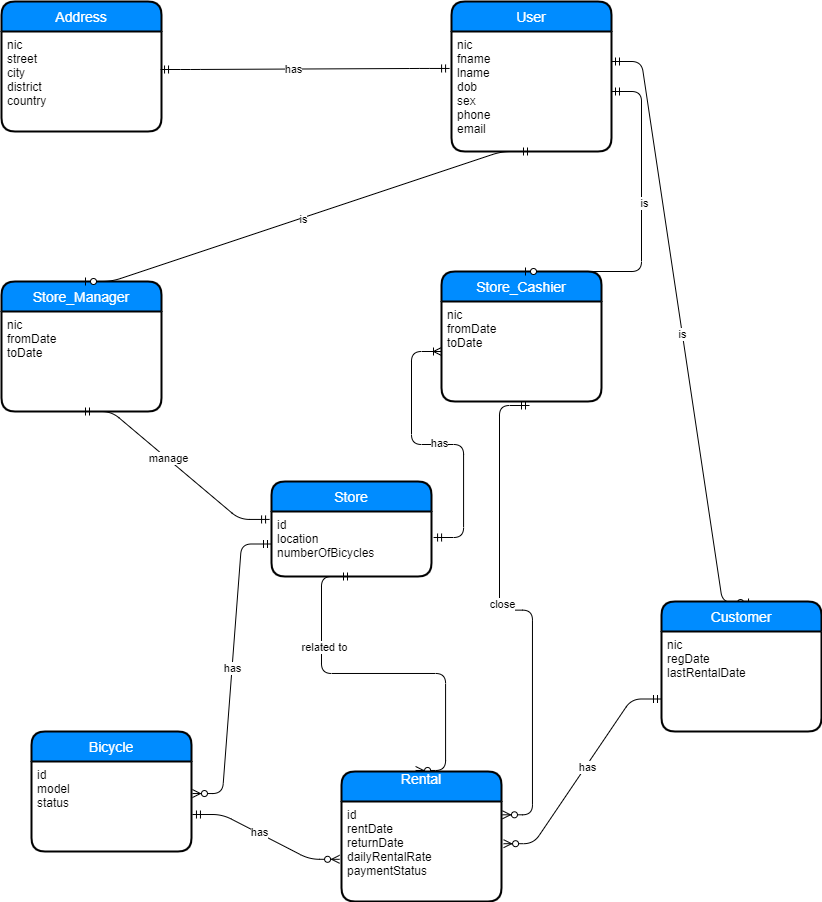 Address
nic
street
city
district
country
has
User
nic
fname
lname
dob
sex
phone
email
is
is
is
Store_Manager
nic
fromDate
toDate
Store_Cashier
nic
fromDate
toDate
manage
has
Store
id
location
numberOfBicycles
close
related to
has
Customer
nic
regDate
lastRentalDate
Bicycle
id
model
status
has
has
Rental
id
rentDate
returnDate
dailyRentalRate
paymentStatus